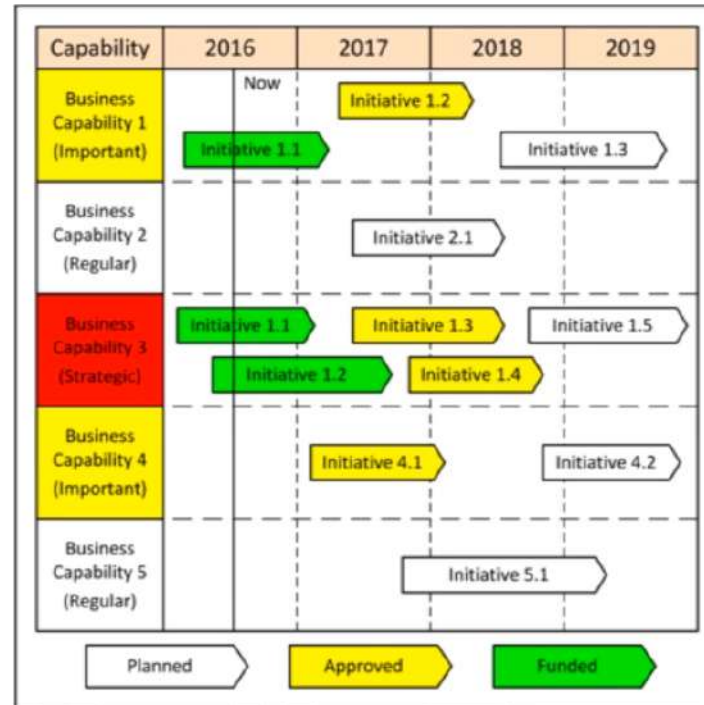 Capability 2016 2017 2018 2019
Now
Business
Capability 1
(Important)
Initiative 1.2
Initiative 1.1
Initiative 1.3
Business
Capability 2
(Regular)
Initiative 2.1
Business
Capability 3
(Strategic)
Initiative 1.1
Initiative 1.3
Initiative 1.5
Initiative 1.2
Initiative 1.4
Business
Capability 4
(Important)
Initiative 4.1
Initiative 4.2
Business
Capability 5
(Regular)
Initiative 5.1
Planned
Approved
Funded